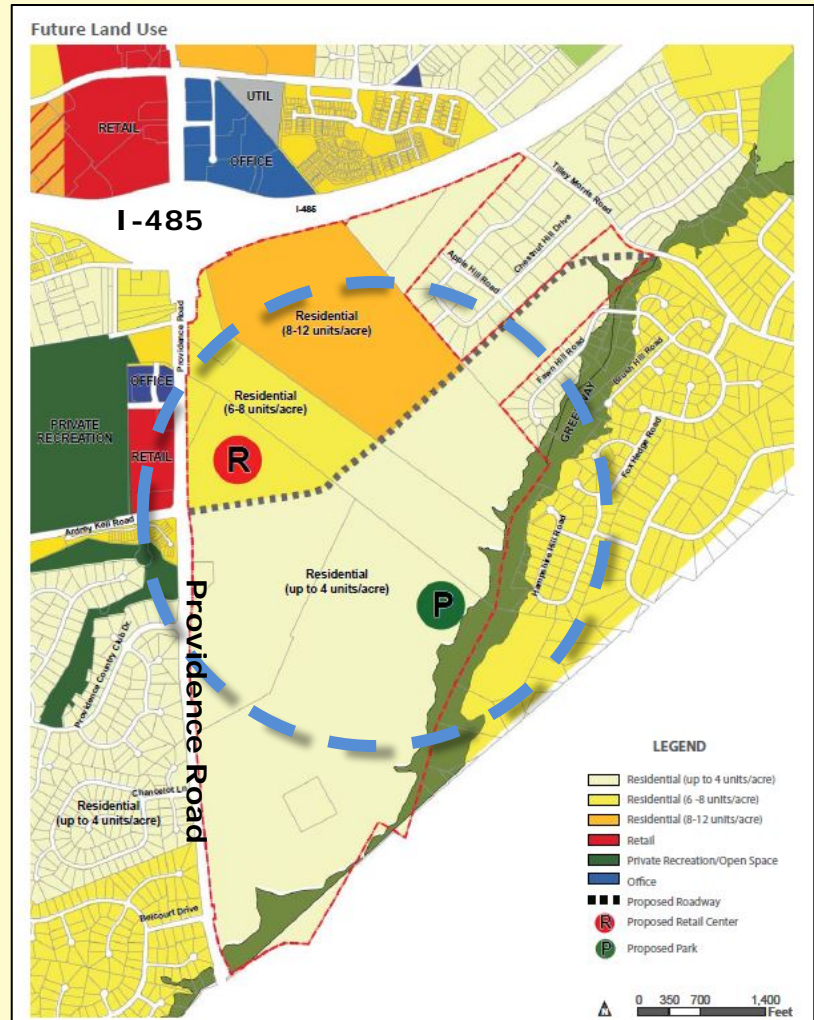 Future Land Use
UTIL
RETAIL
OFFICE
I-485
I-485
Tilley Morris Road
Chestnut Hill Drive
Apple Hill Road
Providence Road
Residential
(8-12 units/acre)
Fawn Hill Road
Brush Hill Road
OFFICE
Residential
(6-8 units/acre)
GREENWAY
PRIVATE
RECREATION
RETAIL
R
Fox Hedge Road
Ardrey Kell Road
Hampshire Hill Road
Residential
(up to 4 units/acre)
P
Providence Road
Providence Country Club Dr.
Chancelot Ln
Residential
(up to 4 units/acre)
Belcourt Drive
LEGEND
Residential (up to 4 units/acre)
Residential (6 -8 units/acre)
Residential (8-12 units/acre)
Retail
Private Recreation/Open Space
Office
Proposed Roadway
R Proposed Retail Center
P Proposed Park
N
0 350 700 1,400
Feet